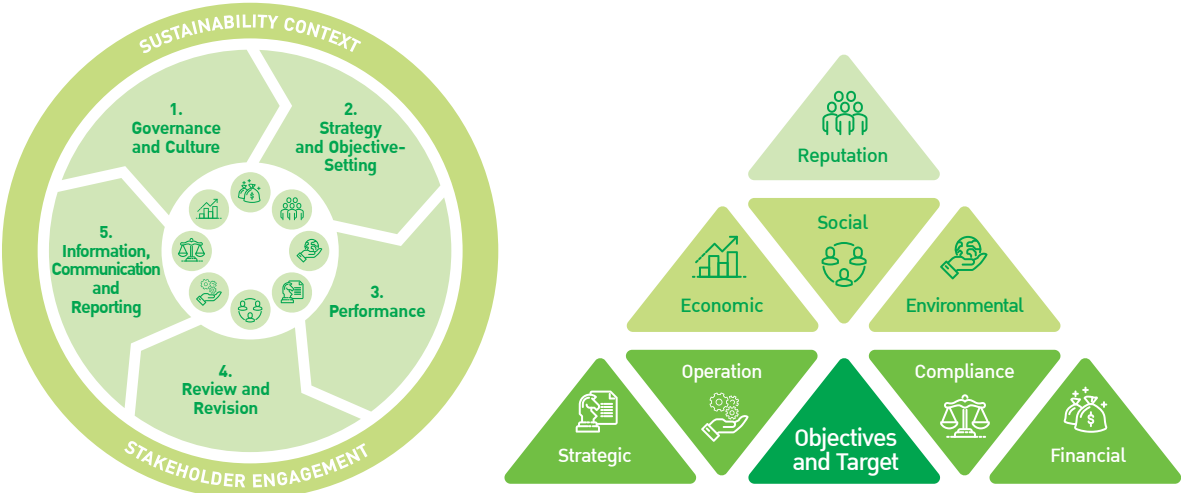 SUSTAINABILITY CONTEXT
1.
Governance
and Culture
2.
Strategy
and Objective-
Setting
3.
Performance
4.
Review and
Revision
5.
Information,
Communication
and
Reporting
STAKEHOLDER ENGAGEMENT
Reputation
Social
Economic
Environmental
Operation
Compliance
Strategic
Objectives
and Target
Financial